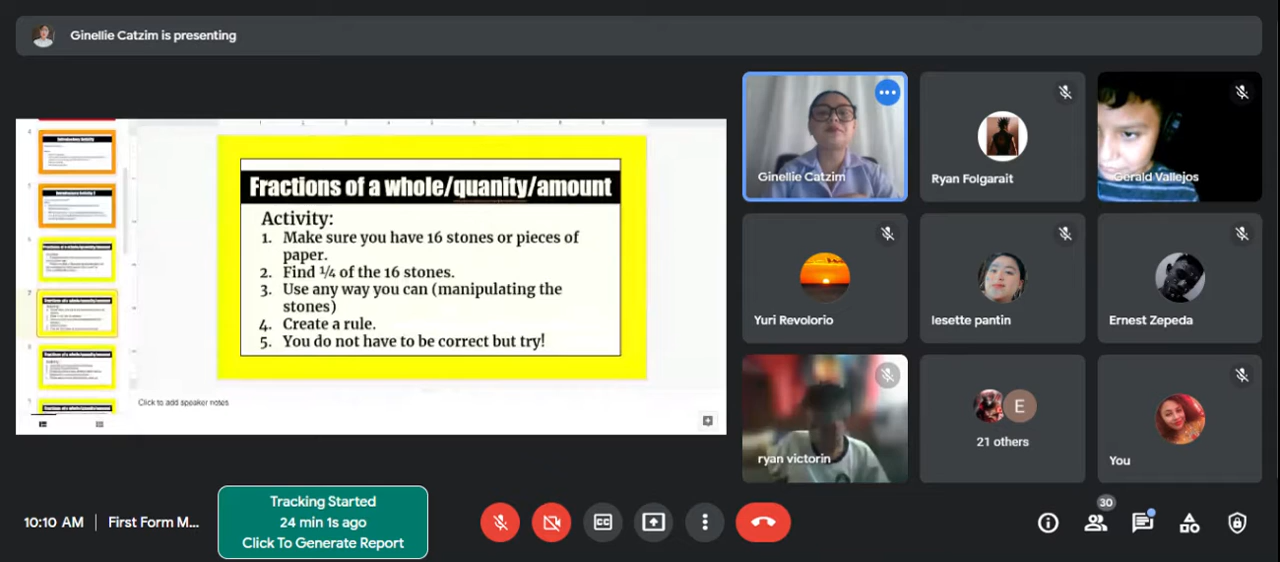 Ginellie Catzim is presenting
Fractions of a whole/quanity/amount
Activity:
1. Make sure you have 16 stones or pieces of
paper.
2. Find ¼ of the 16 stones.
3. Use any way you can (manipulating the
stones)
4. Create a rule.
5. You do not have to be correct but try!
Click to add speaker notes
Ginellie Catzim
Ryan Folgarait
Gerald Vallejos
Yuri Revolorio
Iesette pantin
Ernest Zepeda
ryan victorin
E
21 others
You
10:10 AM | First Form M...
Tracking Started
24 min 1s ago
Click To Generate Report
CC
30